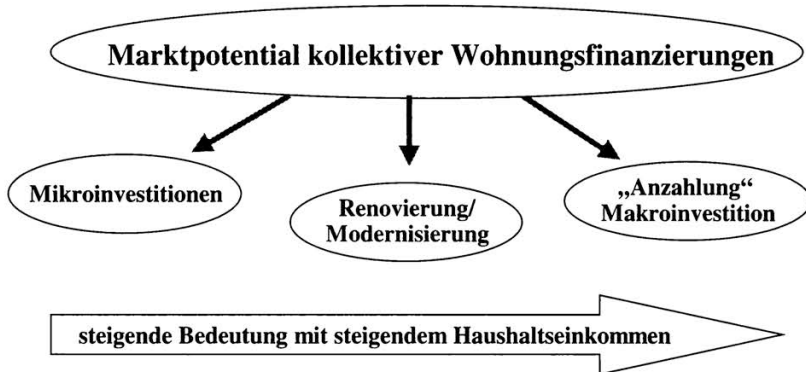 Marktpotential kollektiver Wohnungsfinanzierungen
Mikroinvestitionen
Renovierung/
Modernisierung
„Anzahlung“
Makroinvestition
steigende Bedeutung mit steigendem Haushaltseinkommen